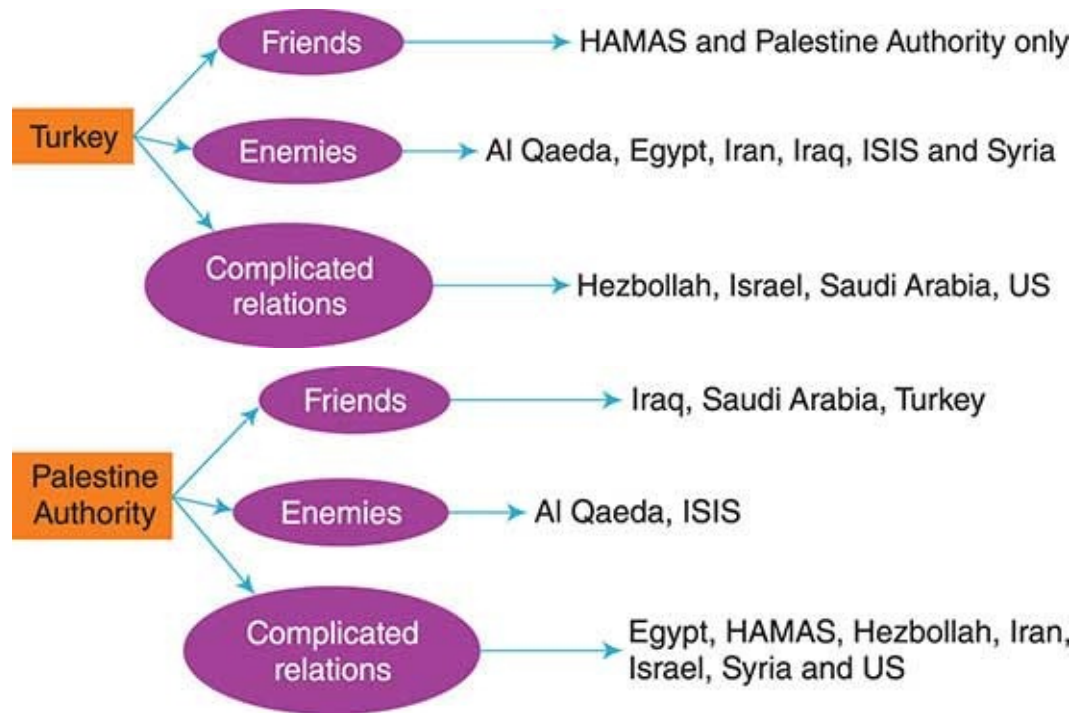 Friends
HAMAS and Palestine Authority only
Turkey
Enemies
Al Qaeda, Egypt, Iran, Iraq, ISIS and Syria
Complicated
relations
Hezbollah, Israel, Saudi Arabia, US
Friends
Iraq, Saudi Arabia, Turkey
Palestine
Authority
Enemies
Al Qaeda, ISIS
Complicated
relations
Egypt, HAMAS, Hezbollah, Iran,
Israel, Syria and US